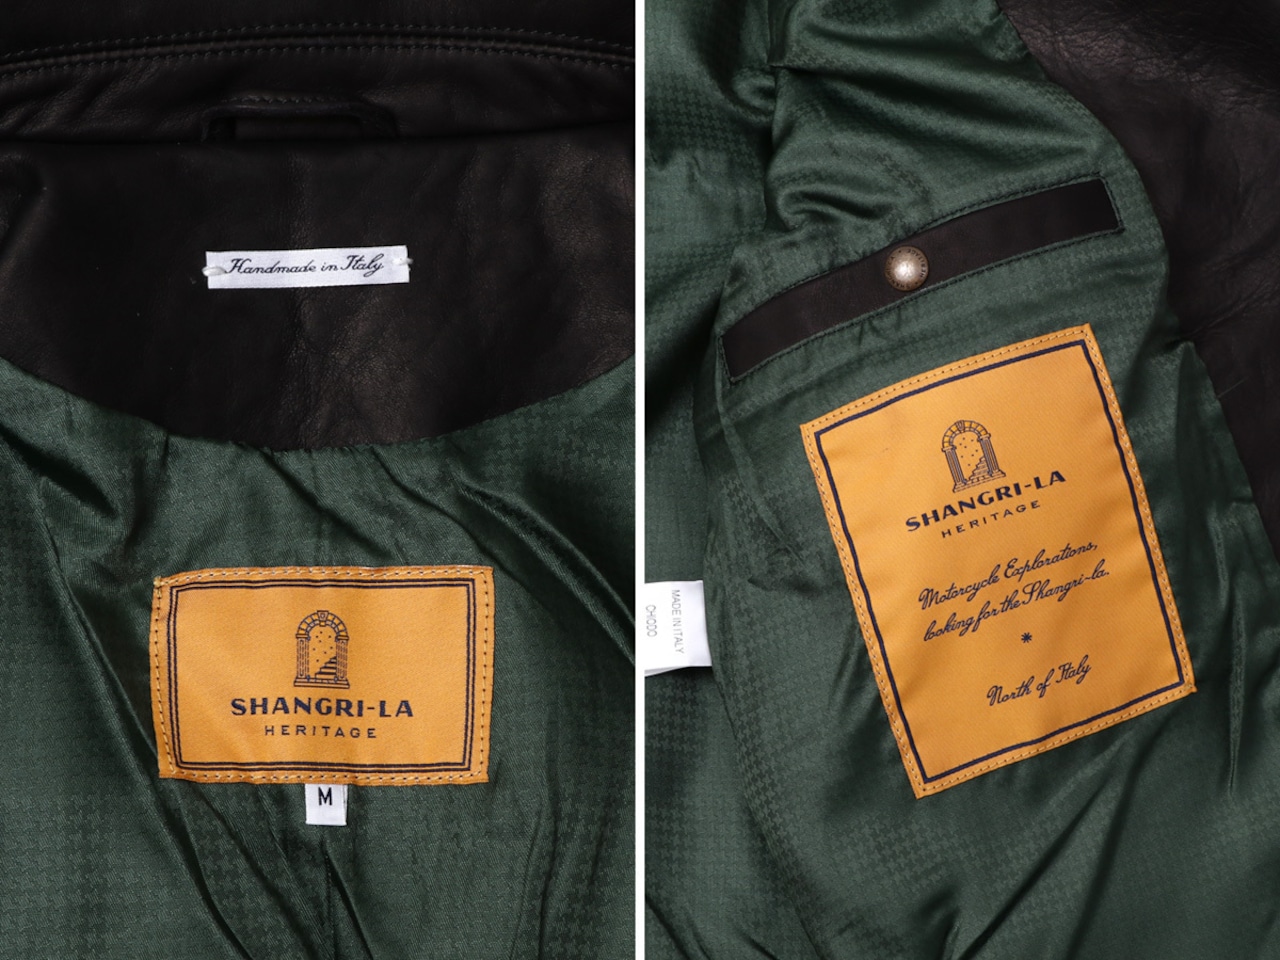 Handmade in Italy
SHANGRI-LA
HERITAGE
M
SHANGRI-LA
HERITAGE
Motorcycle Explorations,
looking for the Shangri-la.
*
North of Italy
MADE IN ITALY
CHIODO